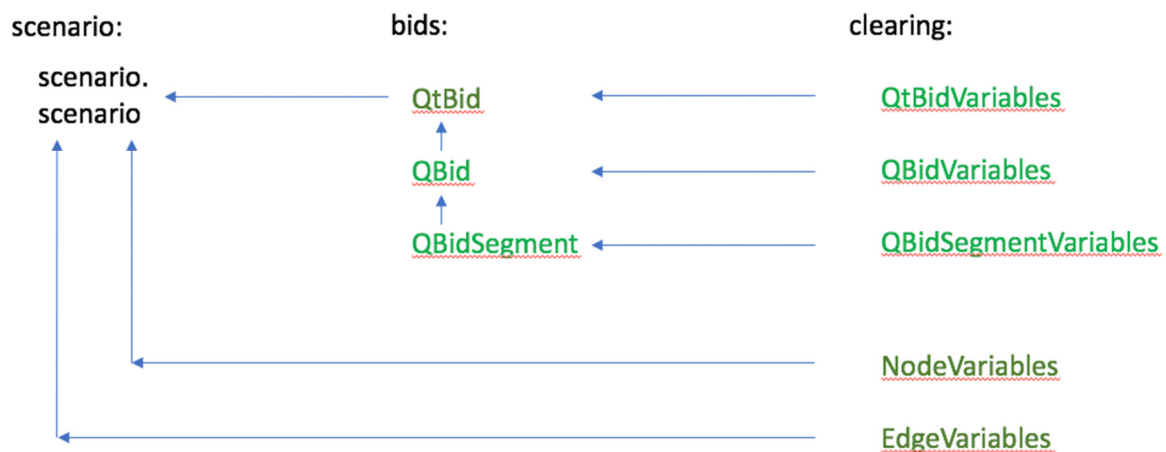 scenario:
bids:
clearing:
scenario.
scenario
QtBid
QtBidVariables
QBid
QBidVariables
QBidSegment
QBidSegmentVariables
NodeVariables
EdgeVariables